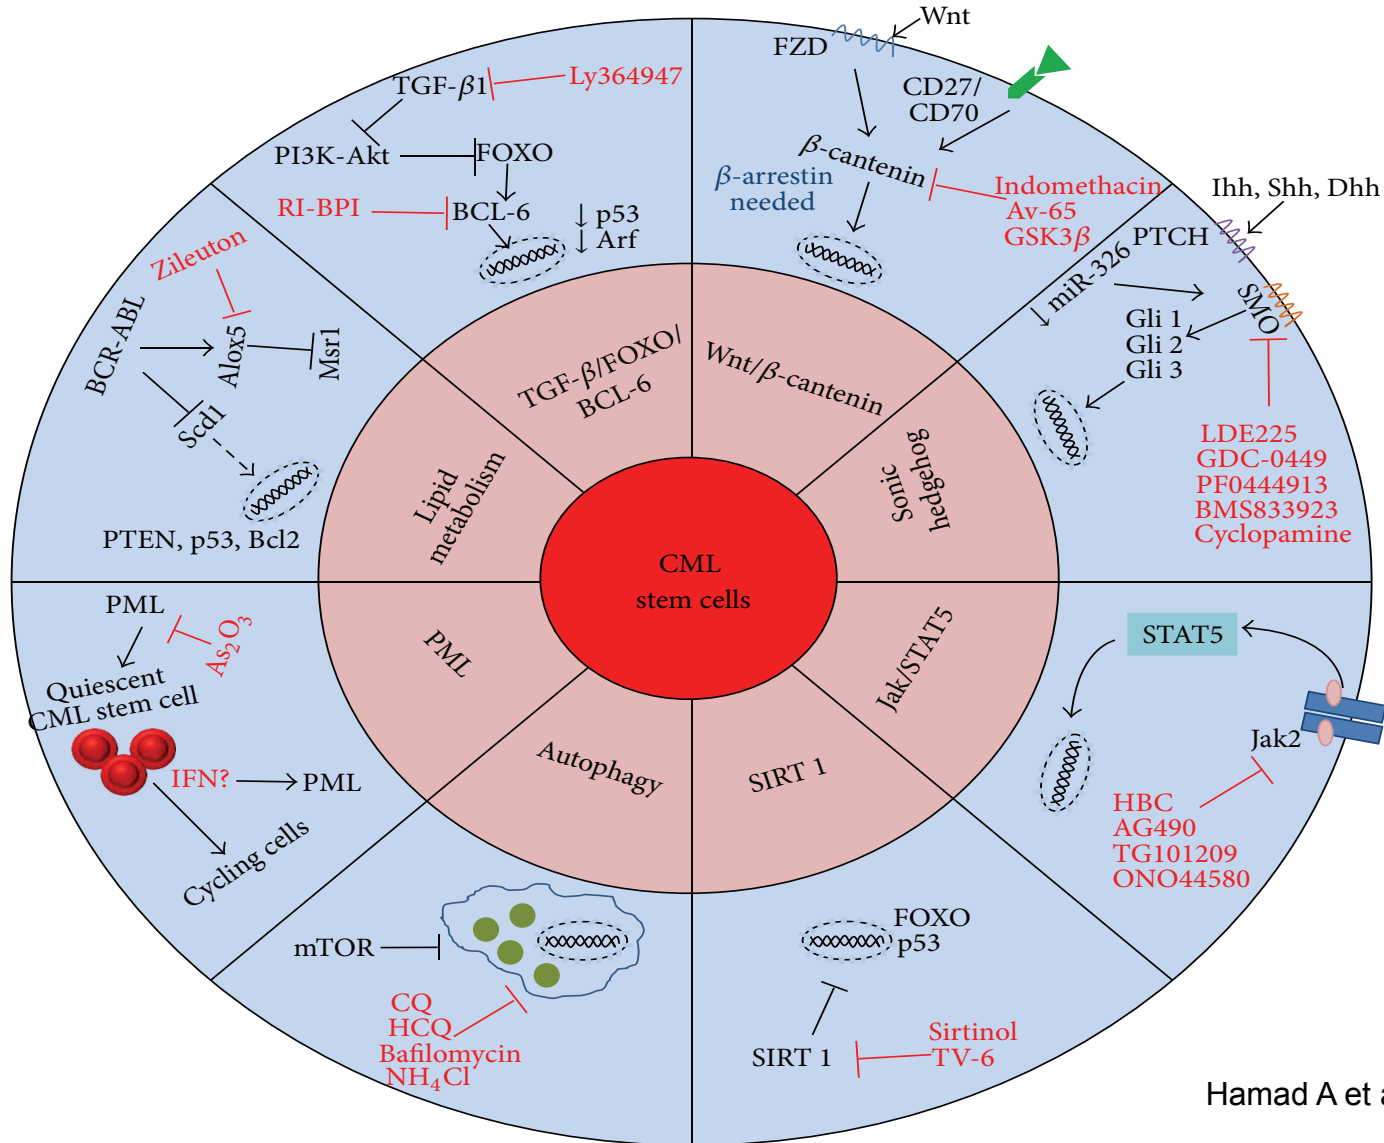 Wnt
FZD
CD27/
CD70
β-cantenin
β-arrestin
needed
Indomethacin
Av-65
GSK3β
TGF-β1
Ly364947
PI3K-Akt
FOXO
RI-BPI
BCL-6
↓ p53
↓ Arf
Ihh, Shh, Dhh
PTCH
↓ miR-326
SMO
Gli 1
Gli 2
Gli 3
LDE225
GDC-0449
PF0444913
BMS833923
Cyclopamine
Zileuton
BCR-ABL
Alox5
Msr1
Scd1
PTEN, p53, Bcl2
TGF-β/FOXO/
BCL-6
Wnt/β-cantenin
Lipid
metabolism
Sonic
hedgehog
CML
stem cells
PML
Jak/STAT5
Autophagy
SIRT 1
PML
As2O3
Quiescent
CML stem cell
IFN?
PML
Cycling cells
STAT5
Jak2
HBC
AG490
TG101209
ONO44580
mTOR
CQ
HCQ
Bafilomycin
NH4Cl
FOXO
p53
SIRT 1
Sirtinol
TV-6
Hamad A et a